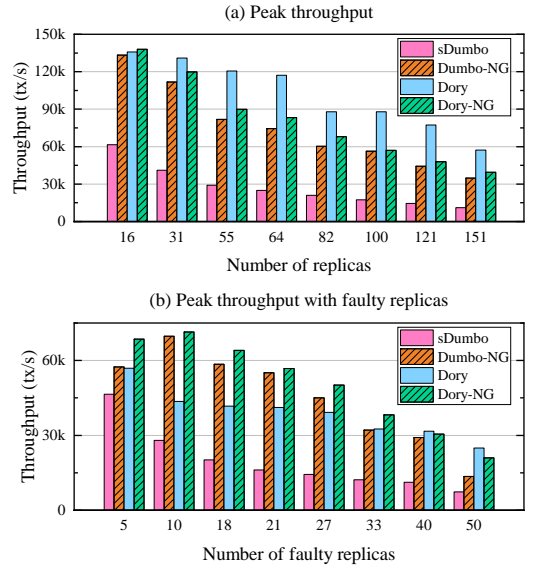 (a) Peak throughput
150k
120k
90k
60k
30k
0
Throughput (tx/s)
sDumbo
Dumbo-NG
Dory
Dory-NG
16 31 55 64 82 100 121 151
Number of replicas
(b) Peak throughput with faulty replicas
60k
30k
0
Throughput (tx/s)
sDumbo
Dumbo-NG
Dory
Dory-NG
5 10 18 21 27 33 40 50
Number of faulty replicas